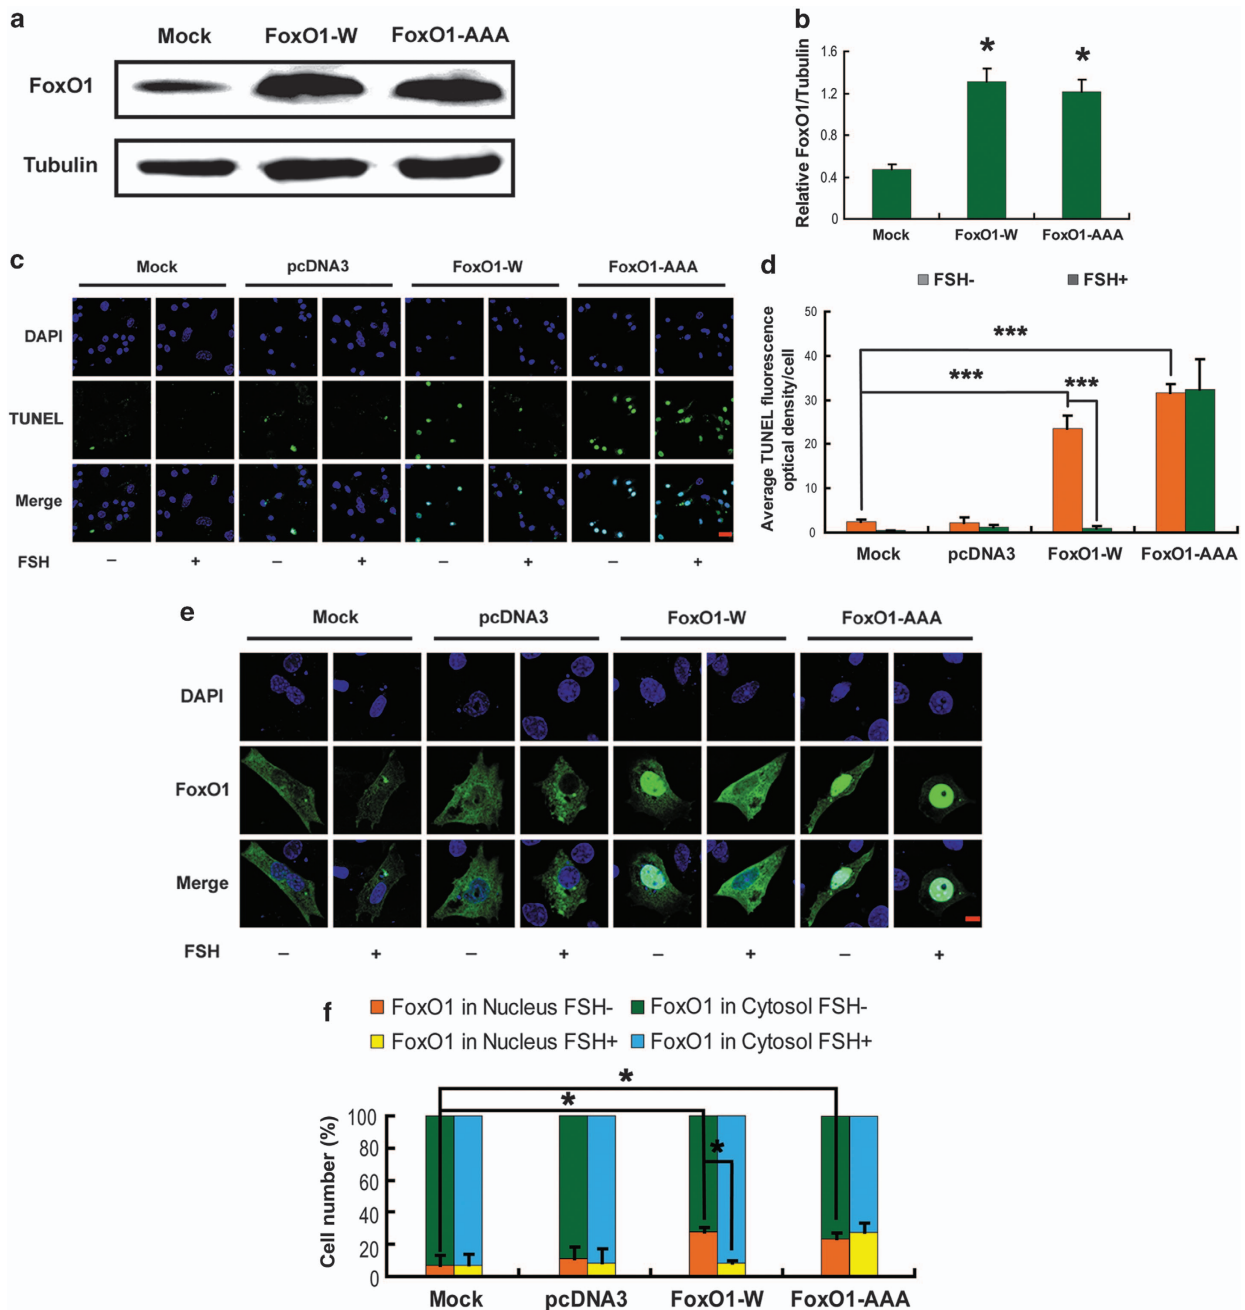 a
Mock FoxO1-W FoxO1-AAA
FoxO1
Tubulin
b
Relative FoxO1/Tubulin
1.6
1.2
0.8
0.4
0
* *
Mock FoxO1-W FoxO1-AAA
c
Mock pcDNA3 FoxO1-W FoxO1-AAA
DAPI
TUNEL
Merge
FSH – + – + – + – +
d
FSH- FSH+
Average TUNEL fluorescence
optical density/cell
50
40
30
20
10
0
***
*** ***
Mock pcDNA3 FoxO1-W FoxO1-AAA
e
Mock pcDNA3 FoxO1-W FoxO1-AAA
DAPI
FoxO1
Merge
FSH – + – + – + – +
f
FoxO1 in Nucleus FSH- FoxO1 in Cytosol FSH-
FoxO1 in Nucleus FSH+ FoxO1 in Cytosol FSH+
Cell number (%)
100
80
60
40
20
0
*
*
*
Mock pcDNA3 FoxO1-W FoxO1-AAA